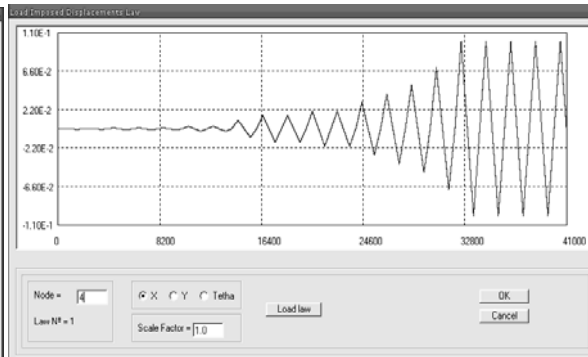 Load Imposed Displacements Law
1.10E-1
6.60E-2
2.20E-2
-2.20E-2
-6.60E-2
-1.10E-1
0 8200 16400 24600 32800 41000
Node = 4
Law Nº = 1
X Y Tetha
Scale Factor = 1.0
Load law
OK
Cancel